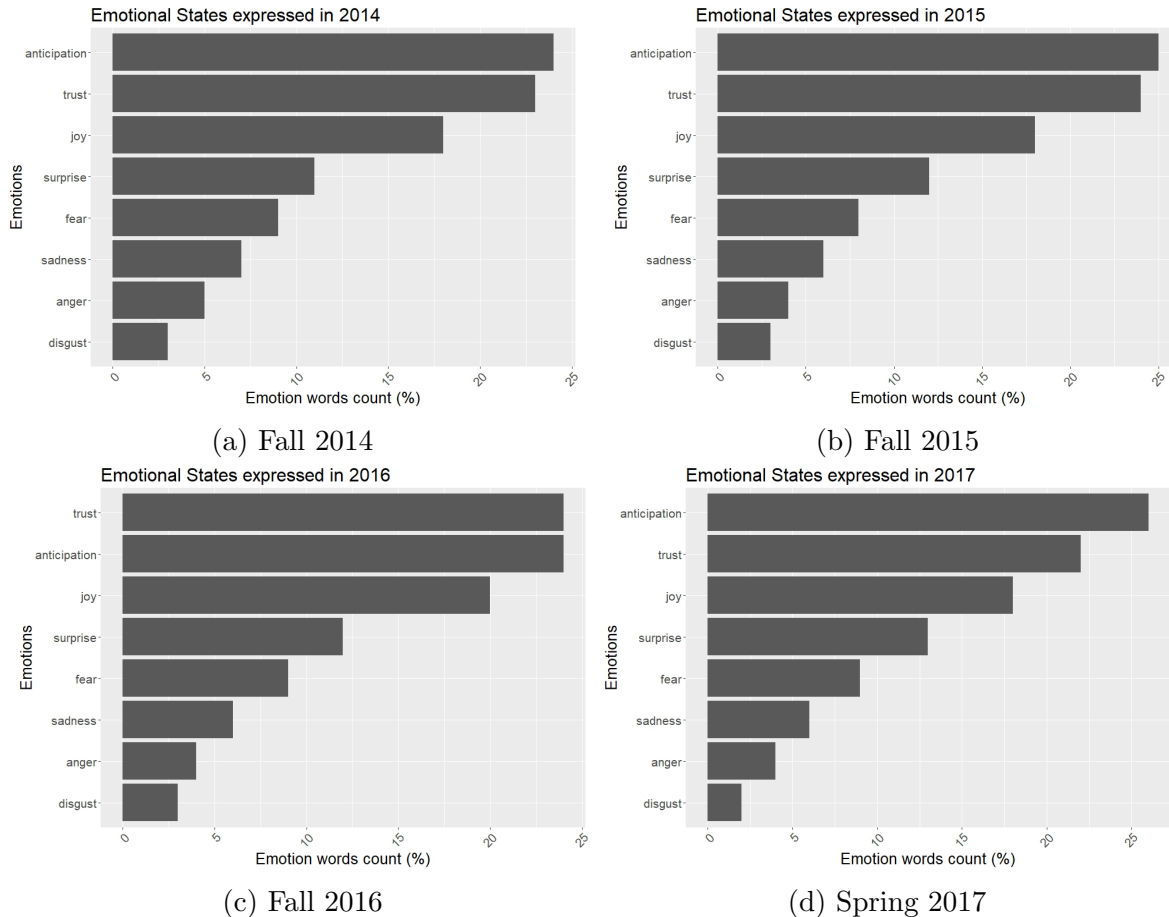 Emotional States expressed in 2014
Emotions
anticipation
trust
joy
surprise
fear
sadness
anger
disgust
0 5 10 15 20 25
Emotion words count (%)
(a) Fall 2014
Emotional States expressed in 2015
Emotions
anticipation
trust
joy
surprise
fear
sadness
anger
disgust
0 5 10 15 20 25
Emotion words count (%)
(b) Fall 2015
Emotional States expressed in 2016
Emotions
trust
anticipation
joy
surprise
fear
sadness
anger
disgust
0 5 10 15 20 25
Emotion words count (%)
(c) Fall 2016
Emotional States expressed in 2017
Emotions
anticipation
trust
joy
surprise
fear
sadness
anger
disgust
0 5 10 15 20 25
Emotion words count (%)
(d) Spring 2017